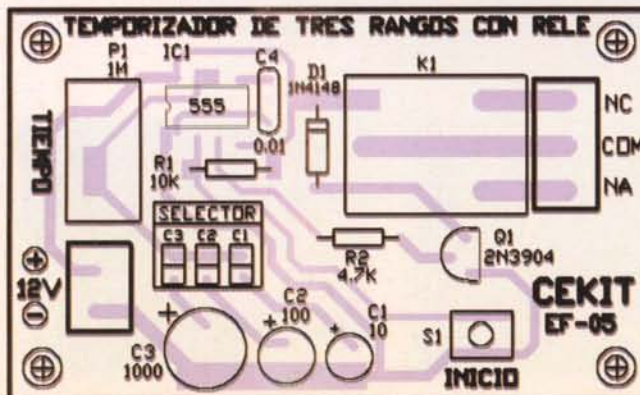 TEMPORIZADOR DE TRES RANGOS CON RELE
P1
1M
IC1
555
C4
0.01
D1
1N4148
K1
NC
COM
NA
TIEMPO
R1
10K
SELECTOR
C3 C2 C1
R2
4.7K
Q1
2N3904
+
12V
-
CEKIT
EF-05
+
C3
1000
+
C2
100
+
C1
10
S1
INICIO